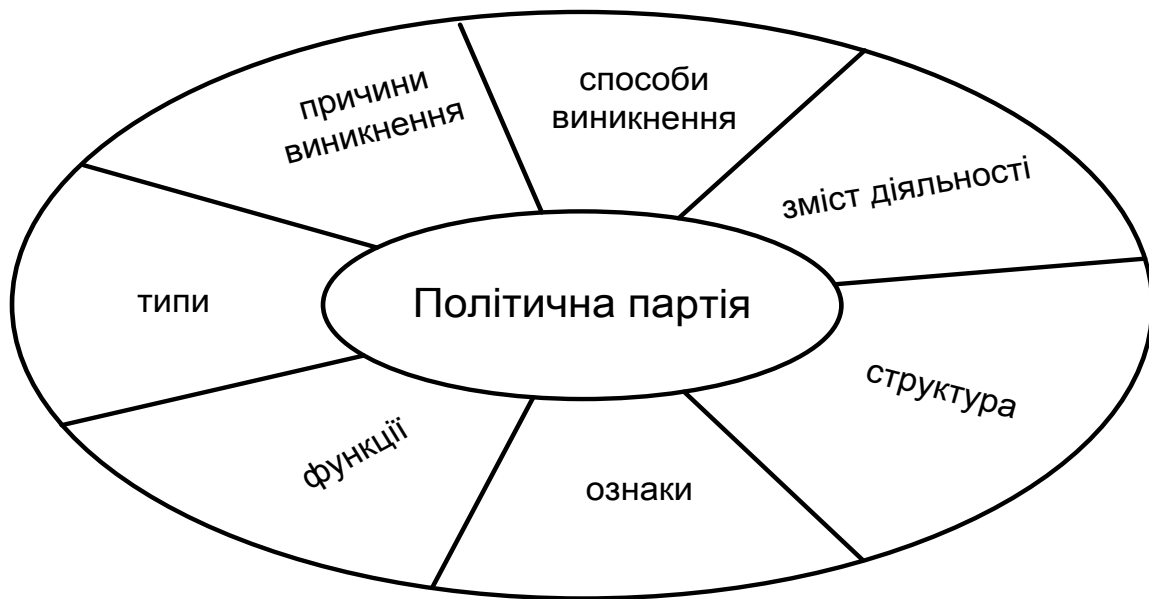 причини
виникнення
способи
виникнення
зміст діяльності
типи
Політична партія
структура
функції
ознаки